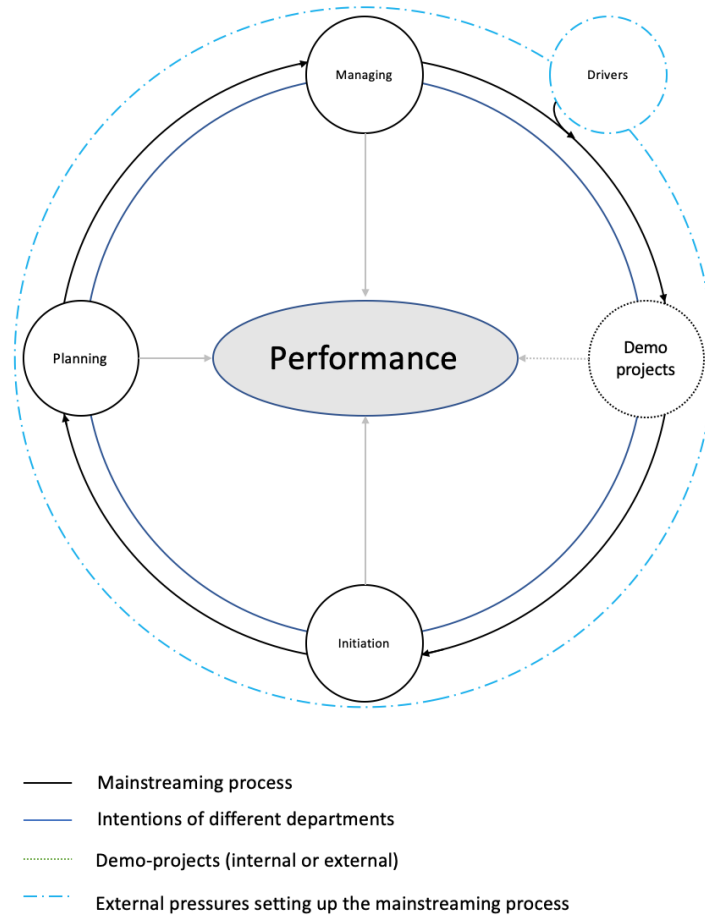 Managing
Drivers
Planning
Performance
Demo
projects
Initiation
Mainstreaming process
Intentions of different departments
Demo-projects (internal or external)
External pressures setting up the mainstreaming process